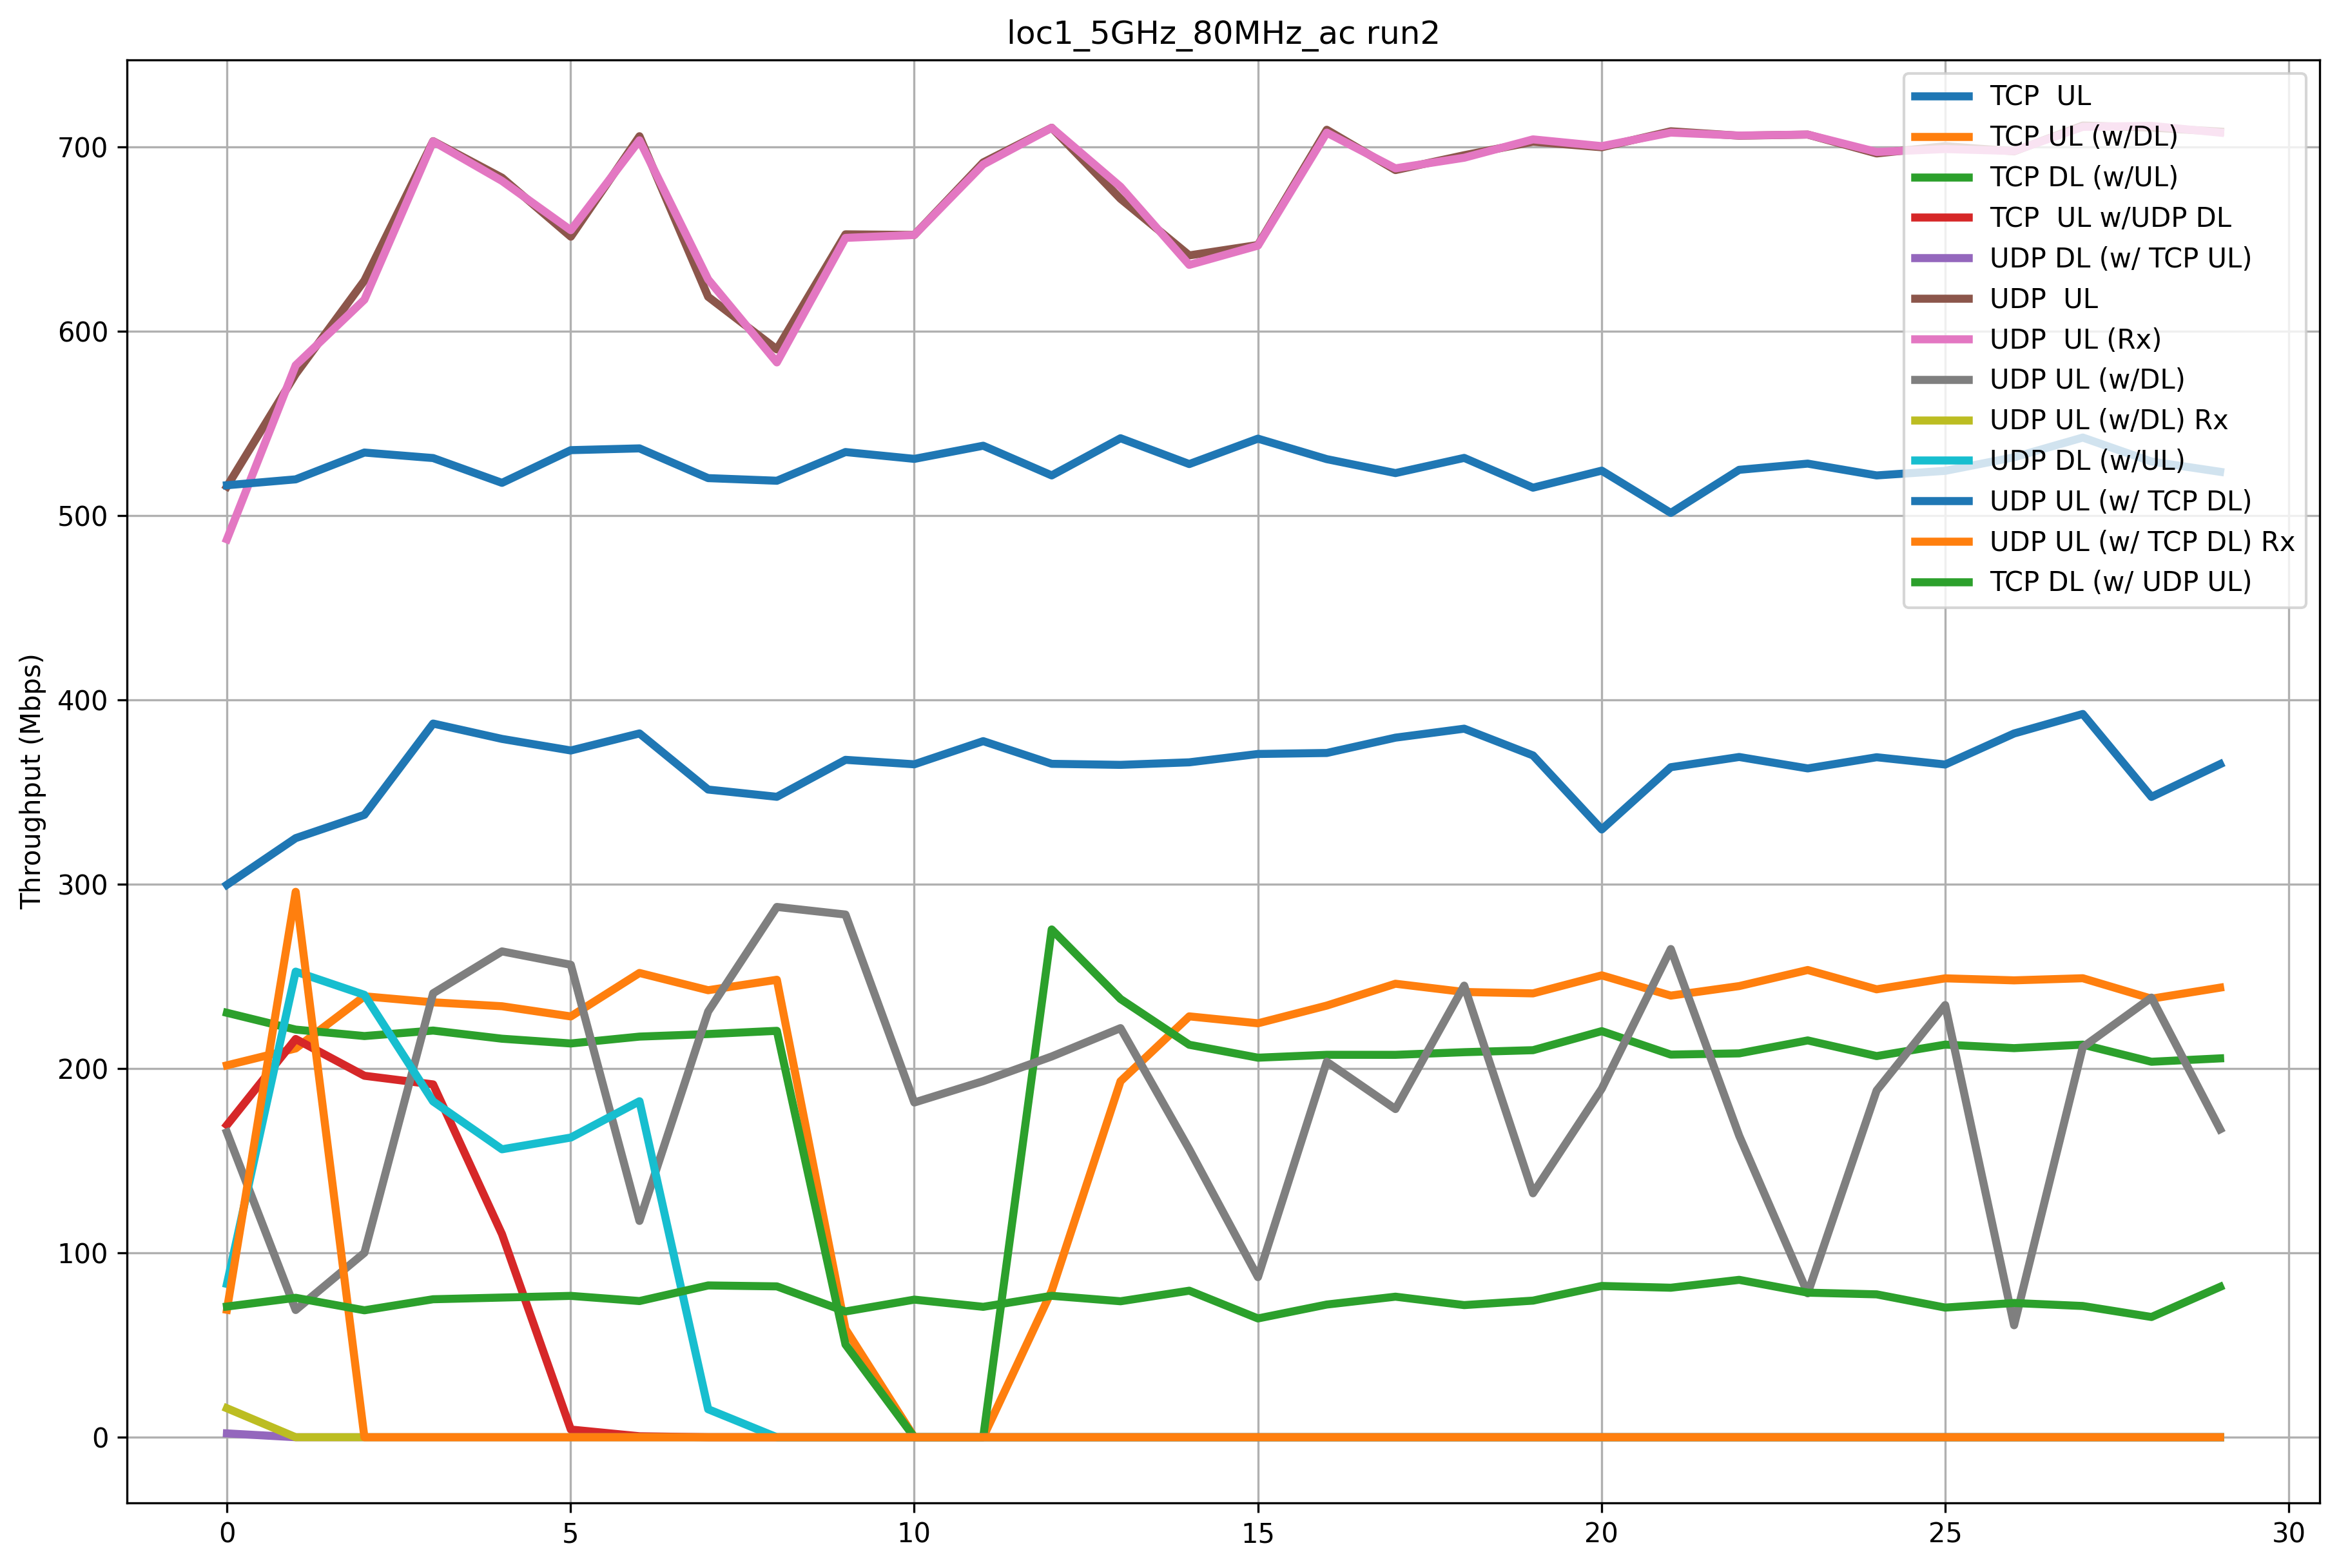 loc1_5GHz_80MHz_ac run2
TCP  UL
TCP UL (w/DL)
TCP DL (w/UL)
TCP  UL w/UDP DL
UDP DL (w/ TCP UL)
UDP  UL
UDP  UL (Rx)
UDP UL (w/DL)
UDP UL (w/DL) Rx
UDP DL (w/UL)
UDP UL (w/ TCP DL)
UDP UL (w/ TCP DL) Rx
TCP DL (w/ UDP UL)
Throughput (Mbps)
700
600
500
400
300
200
100
0
0 5 10 15 20 25 30